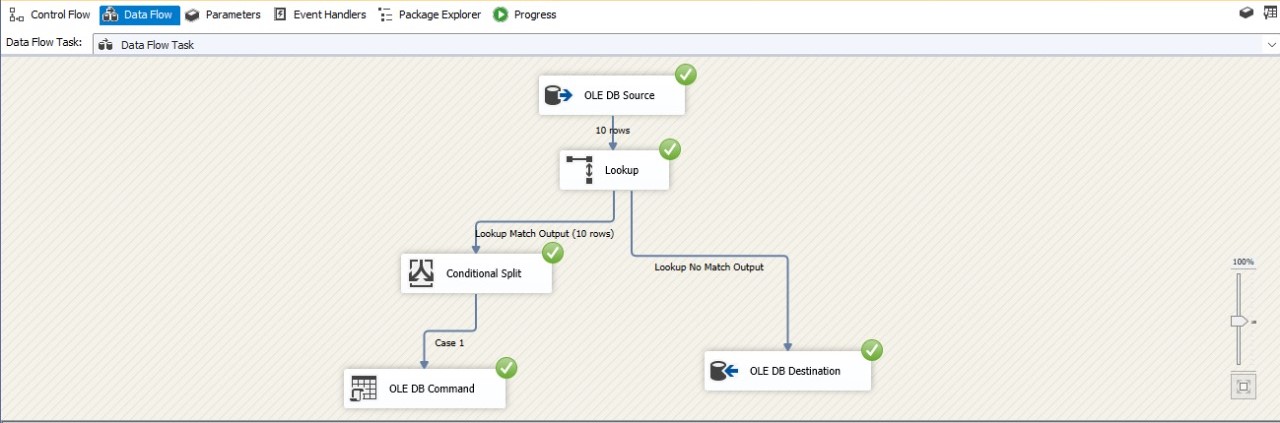 Control Flow Data Flow Parameters Event Handlers Package Explorer Progress
Data Flow Task: Data Flow Task
OLE DB Source
10 rows
Lookup
Lookup Match Output (10 rows)
Conditional Split
Lookup No Match Output
100%
Case 1
OLE DB Command
OLE DB Destination